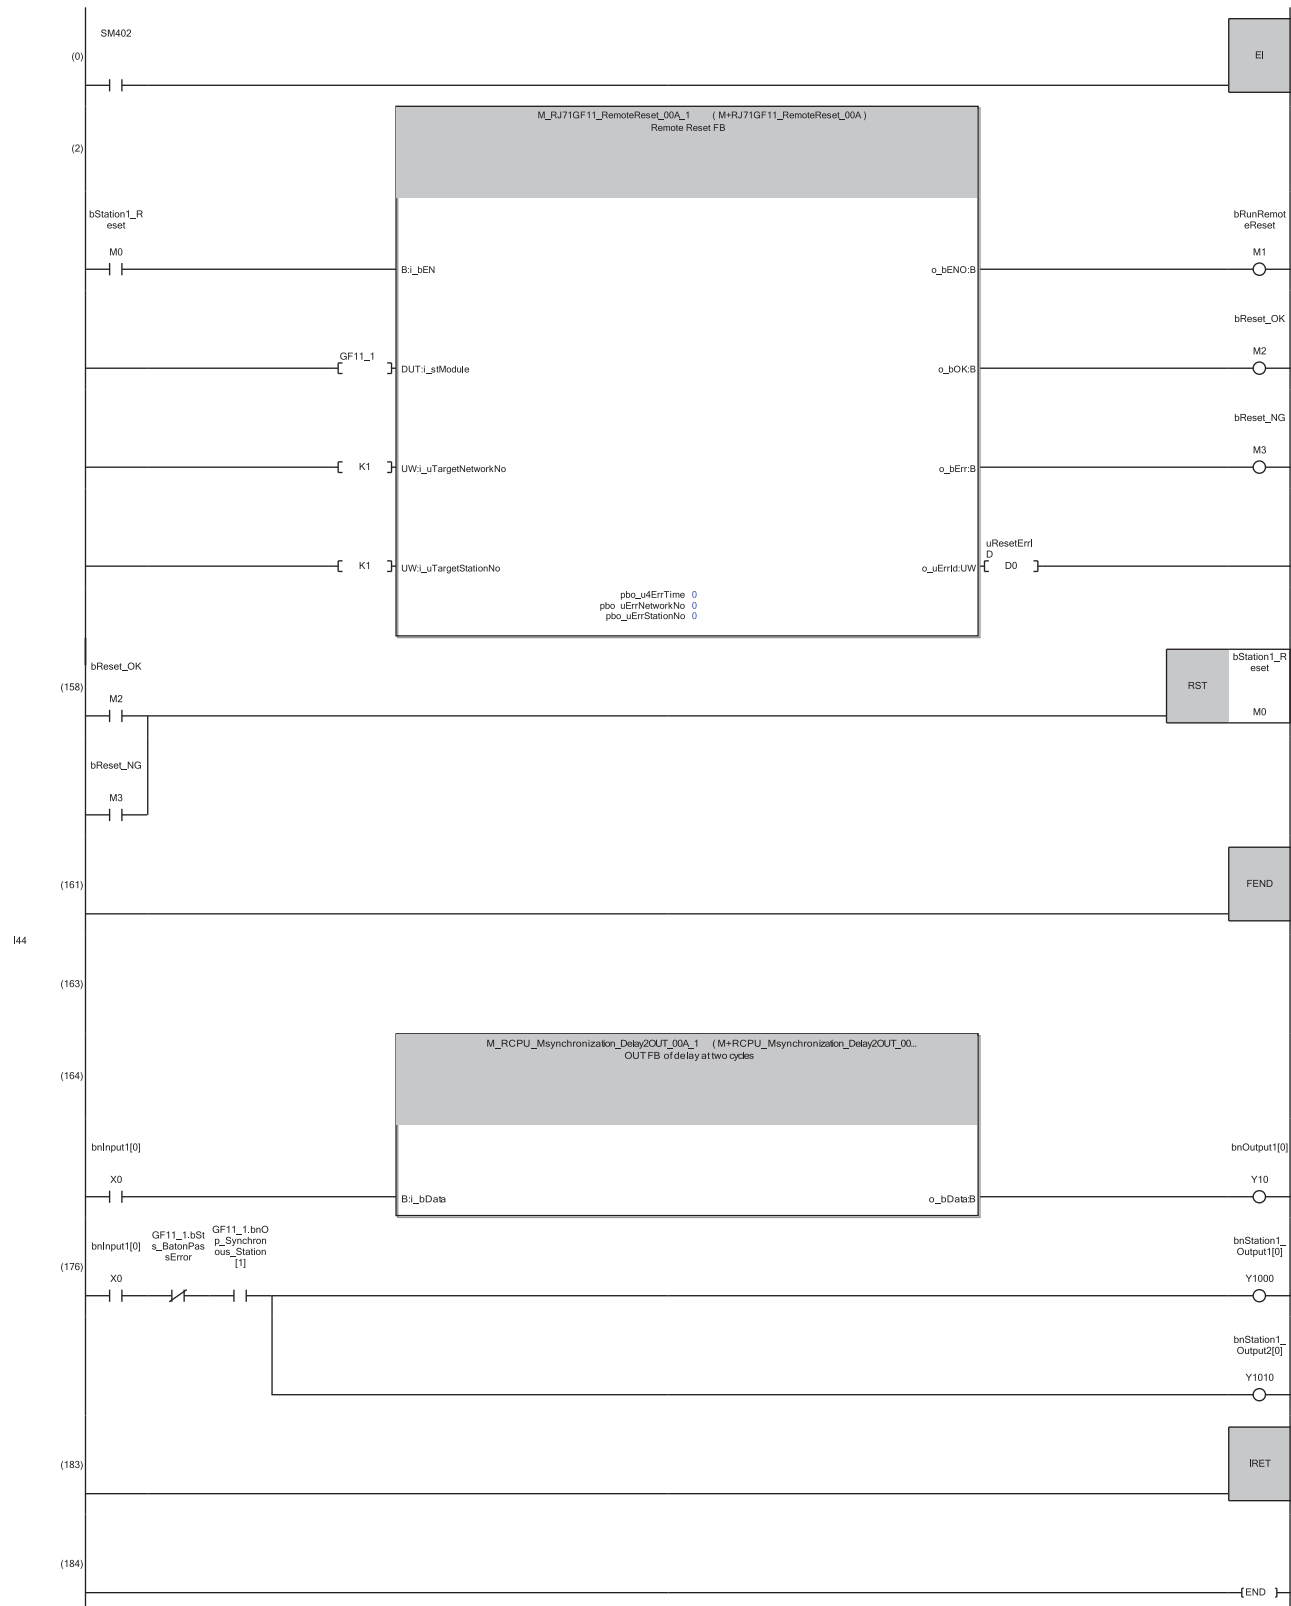 SM402
(0)
EI
M_RJ71GF11_RemoteReset_00A_1 (M+RJ71GF11_RemoteReset_00A)
Remote Reset FB
(2)
bStation1_R
eset
bRunRemot
eReset
M0
M1
B:i_bEN
o_bENO:B
bReset_OK
GF11_1
M2
DUT:i_stModule
o_bOK:B
bReset_NG
K1
M3
UW:i_uTargetNetworkNo
o_bErr:B
uResetErrI
D
K1
D0
UW:i_uTargetStationNo
o_uErrId:UW
pbo_u4ErrTime 0
pbo_uErrNetworkNo 0
pbo_uErrStationNo 0
bReset_OK
(158)
M2
RST
bStation1_R
eset
M0
bReset_NG
M3
(161)
FEND
I44
(163)
M_RCPU_Msynchronization_Delay2OUT_00A_1 (M+RCPU_Msynchronization_Delay2OUT_00...
OUT FB of delay at two cycles
(164)
bnInput1[0]
bnOutput1[0]
X0
Y10
B:i_bData
o_bData:B
(176)
bnInput1[0]
GF11_1.bSt
s_BatonPas
sError
GF11_1.bnO
p_Synchron
ous_Station
[1]
bnStation1_
Output1[0]
X0
Y1000
bnStation1_
Output2[0]
Y1010
(183)
IRET
(184)
END